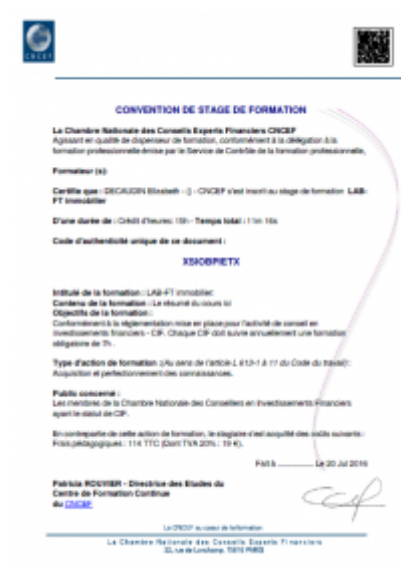 CNCEF
CONVENTION DE STAGE DE FORMATION
La Chambre Nationale des Conseils Experts Financiers CNCEF
Agissant en qualité de dispenseur de formation, conformément à la délégation à la
formation professionnelle émise par le Service de Contrôle de la formation professionnelle,
Formateur (s):
Certifie que : DECAUDIN Elisabeth - () - CNCEF s'est inscrit au stage de formation LAB-
FT immobilier
D'une durée de : Crédit d'heures: 15h - Temps total : 11m 16s
Code d'authenticité unique de ce document :
XSIOBPIETX
Intitulé de la formation : LAB-FT immobilier
Contenu de la formation : Le résumé du cours ici
Objectifs de la formation :
Conformément à la réglementation mise en place pour l'activité de conseil en
investissements financiers - CIF. Chaque CIF doit suivre annuellement une formation
obligatoire de 7h.
Type d'action de formation :(Au sens de l'article L 613-1 à 11 du Code du travail):
Acquisition et perfectionnement des connaissances.
Public concerné :
Les membres de la Chambre Nationale des Conseillers en Investissements Financiers
ayant le statut de CIF.
En contrepartie de cette action de formation, le stagiaire s'est acquitté des coûts suivants :
Frais pédagogiques : 114 TTC (Dont TVA 20% : 19 €).
Fait à Le 20 Jul 2016
Patricia ROUVIER - Directrice des Etudes du
Centre de Formation Continue
du CNCEF
La CNCEF au coeur de l'information
La Chambre Nationale des Conseils Experts Financiers
22, rue de Longchamp, 75016 PARIS